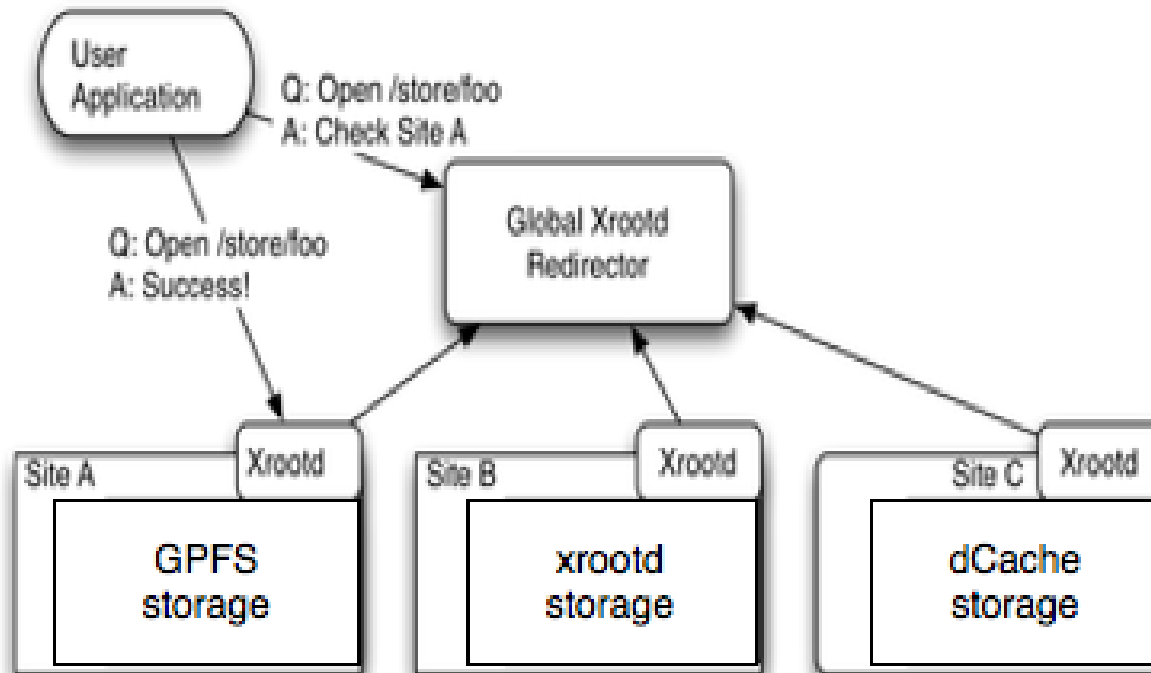 User
Application
Q: Open /store/foo
A: Check Site A
Global Xrootd
Redirector
Q: Open /store/foo
A: Success!
Site A
Xrootd
GPFS
storage
Site B
Xrootd
xrootd
storage
Site C
Xrootd
dCache
storage